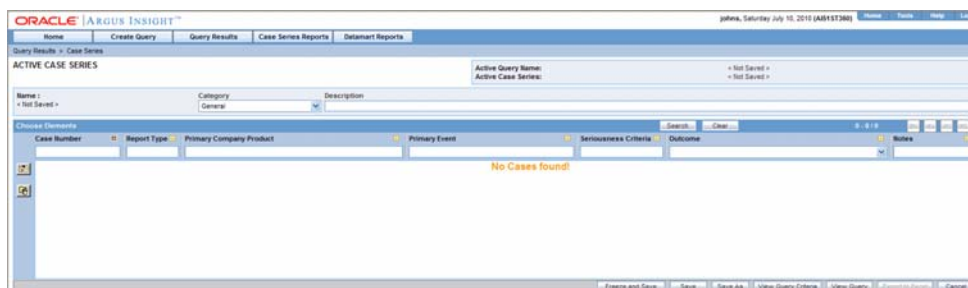 ORACLE ARGUS INSIGHT™
johna, Saturday July 10, 2010 (AI51ST360)
Home Tools Help
Home Create Query Query Results Case Series Reports Datamart Reports
Query Results > Case Series
ACTIVE CASE SERIES
Active Query Name: < Not Saved >
Active Case Series: < Not Saved >
Name : Category Description
< Not Saved > General
Choose Elements Search Clear 0 - 0 / 0
Case Number Report Type Primary Company Product Primary Event Seriousness Criteria Outcome Notes
No Cases found!
Freeze and Save Save Save As View Query Criteria View Query Cancel